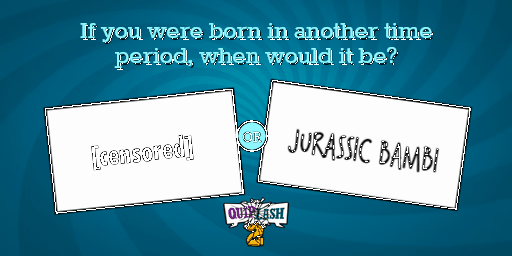 If you were born in another time
period, when would it be?
[censored]
OR
JURASSIC BAMBI
QUIPLASH
2